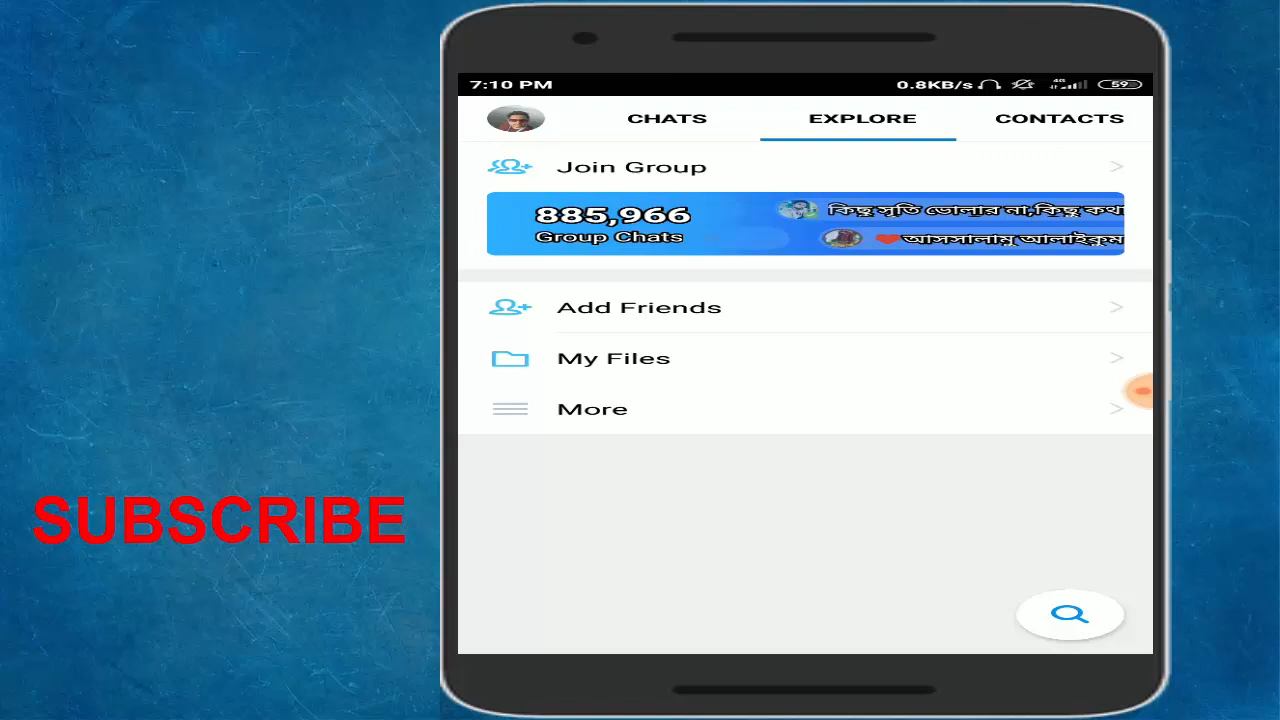 7:10 PM 0.8KB/s 4G 59
CHATS EXPLORE CONTACTS
Join Group
885,966
Group Chats
কিছু সৃতি ভোলার না,কিছু কথা
❤আসসালামু আলাইকুম
Add Friends
My Files
More
SUBSCRIBE